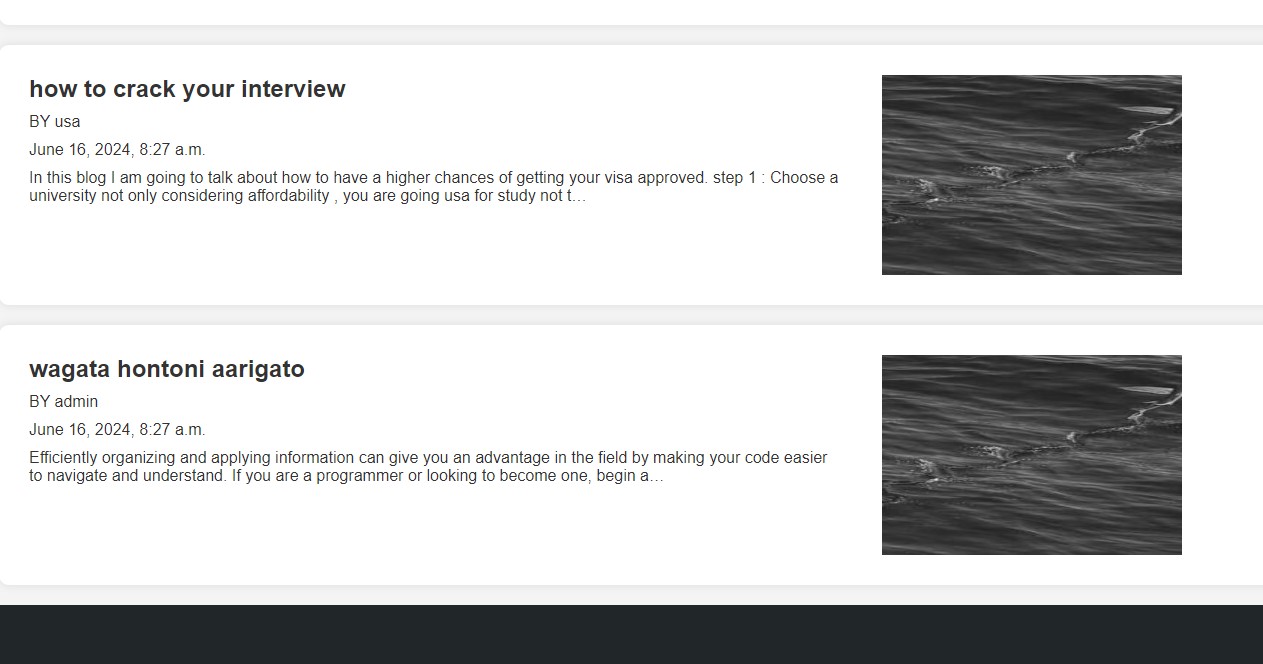 how to crack your interview
BY usa
June 16, 2024, 8:27 a.m.
In this blog I am going to talk about how to have a higher chances of getting your visa approved. step 1 : Choose a
university not only considering affordability , you are going usa for study not t…
wagata hontoni aarigato
BY admin
June 16, 2024, 8:27 a.m.
Efficiently organizing and applying information can give you an advantage in the field by making your code easier
to navigate and understand. If you are a programmer or looking to become one, begin a…